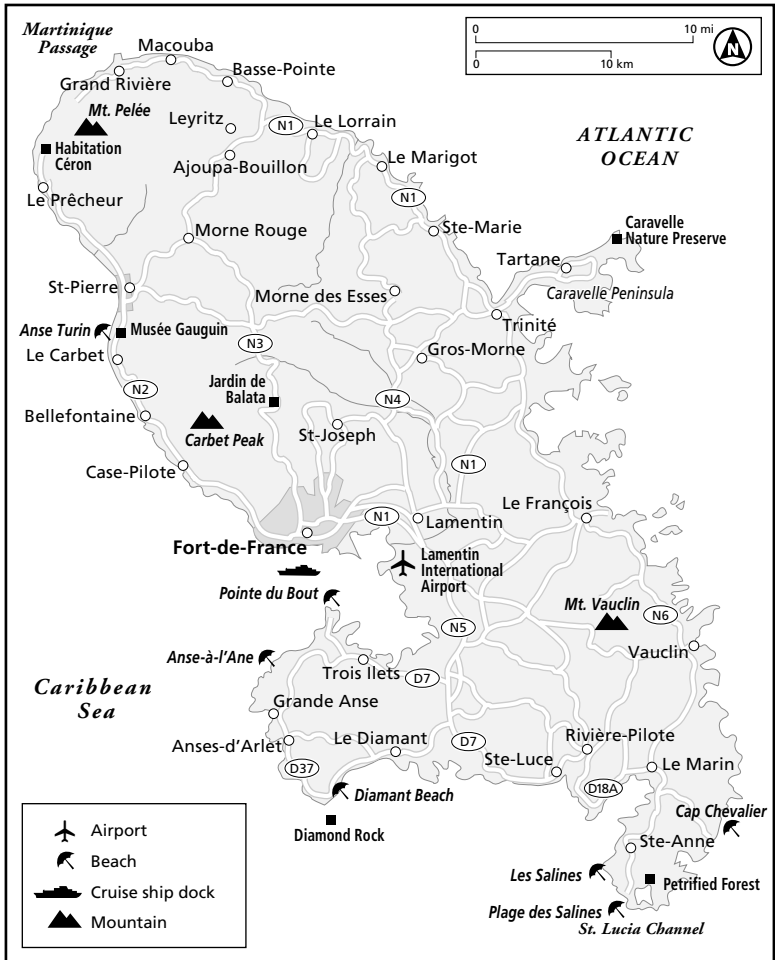 Martinique
Passage
0 10 mi
0 10 km
N
Macouba
Grand Rivière
Basse-Pointe
Mt. Pelée
Leyritz
N1
Le Lorrain
ATLANTIC
OCEAN
Habitation
Céron
Ajoupa-Bouillon
Le Marigot
Le Prêcheur
N1
Morne Rouge
Ste-Marie
Caravelle
Nature Preserve
Tartane
St-Pierre
Morne des Esses
Caravelle Peninsula
Trinité
Anse Turin
Musée Gauguin
N3
Le Carbet
Gros-Morne
N2
Jardin de
Balata
N4
Bellefontaine
Carbet Peak
St-Joseph
Case-Pilote
N1
Le François
N1
Lamentin
Fort-de-France
Lamentin
International
Airport
Pointe du Bout
Mt. Vauclin
N5
N6
Anse-à-l'Ane
Trois Ilets
D7
Vauclin
Caribbean
Sea
Grande Anse
Anses-d'Arlet
Le Diamant
D7
Rivière-Pilote
Ste-Luce
Le Marin
D37
D18A
Diamant Beach
Cap Chevalier
Diamond Rock
Ste-Anne
Les Salines
Petrified Forest
Plage des Salines
St. Lucia Channel
Airport
Beach
Cruise ship dock
Mountain